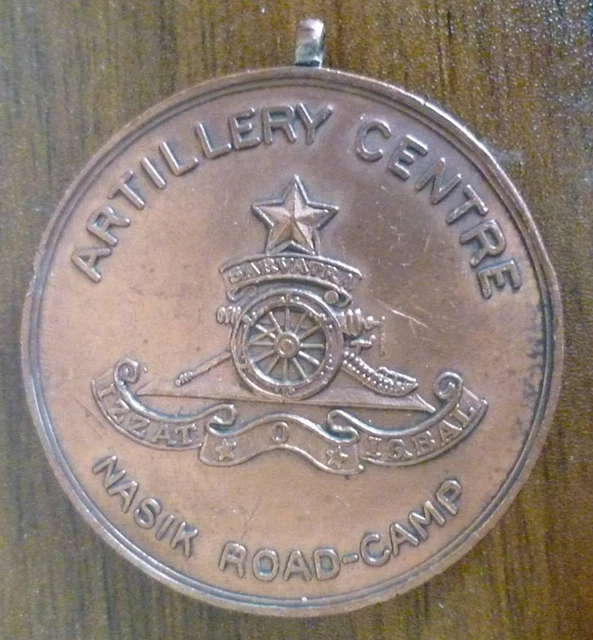 ARTILLERY CENTRE
SARVATRA
IZZAT O IQBAL
NASIK ROAD-CAMP